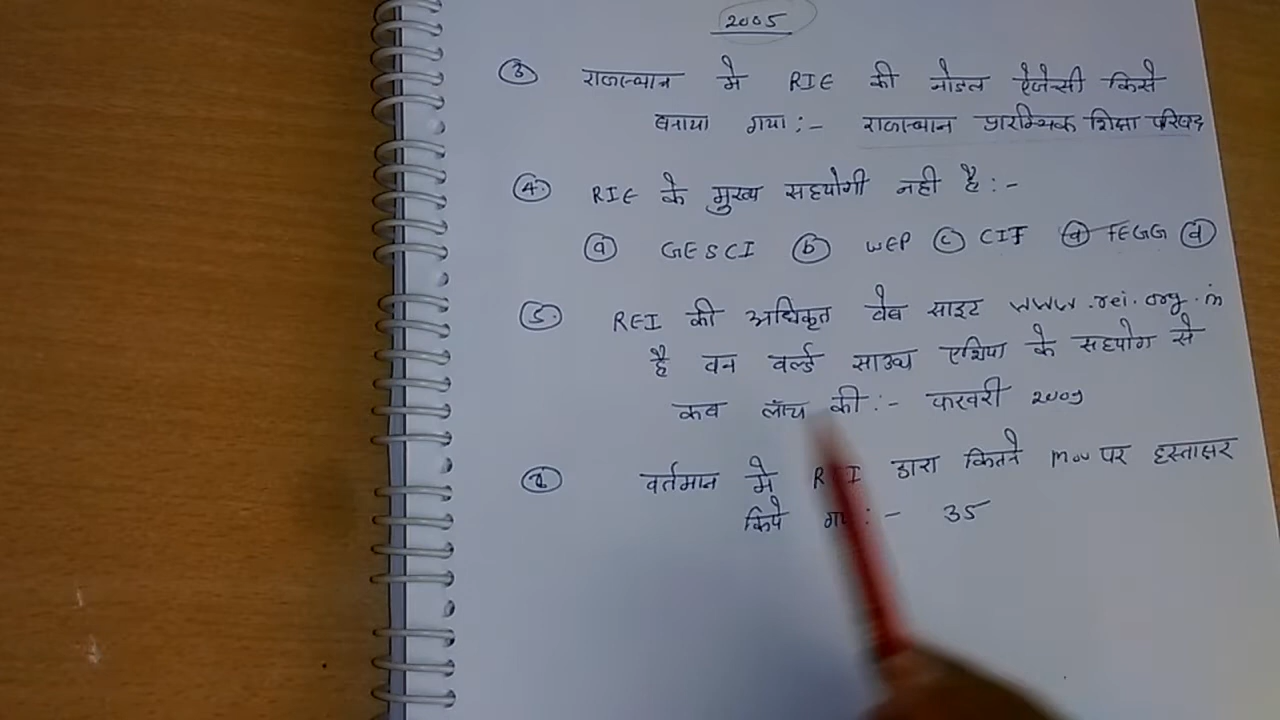 2005
③ राजस्थान मे RIE की नोडल ऐजेन्सी किसे
बनाया गया :- राजस्थान प्रारम्भिक शिक्षा परिषद
④ RIE के मुख्य सहयोगी नही है :-
ⓐ GESCI ⓑ WEP ⓒ CIF ⓓ FEGG ⓓ
⑤ REI की अधिकृत वेव साइट www.rei.org.in
है वन वर्ल्ड साउथ एशिया के सहयोग से
कब लॉच की :- फरवरी 2009
वर्तमान मे द्वारा कितने mou पर हस्ताक्षर
किये :- 35